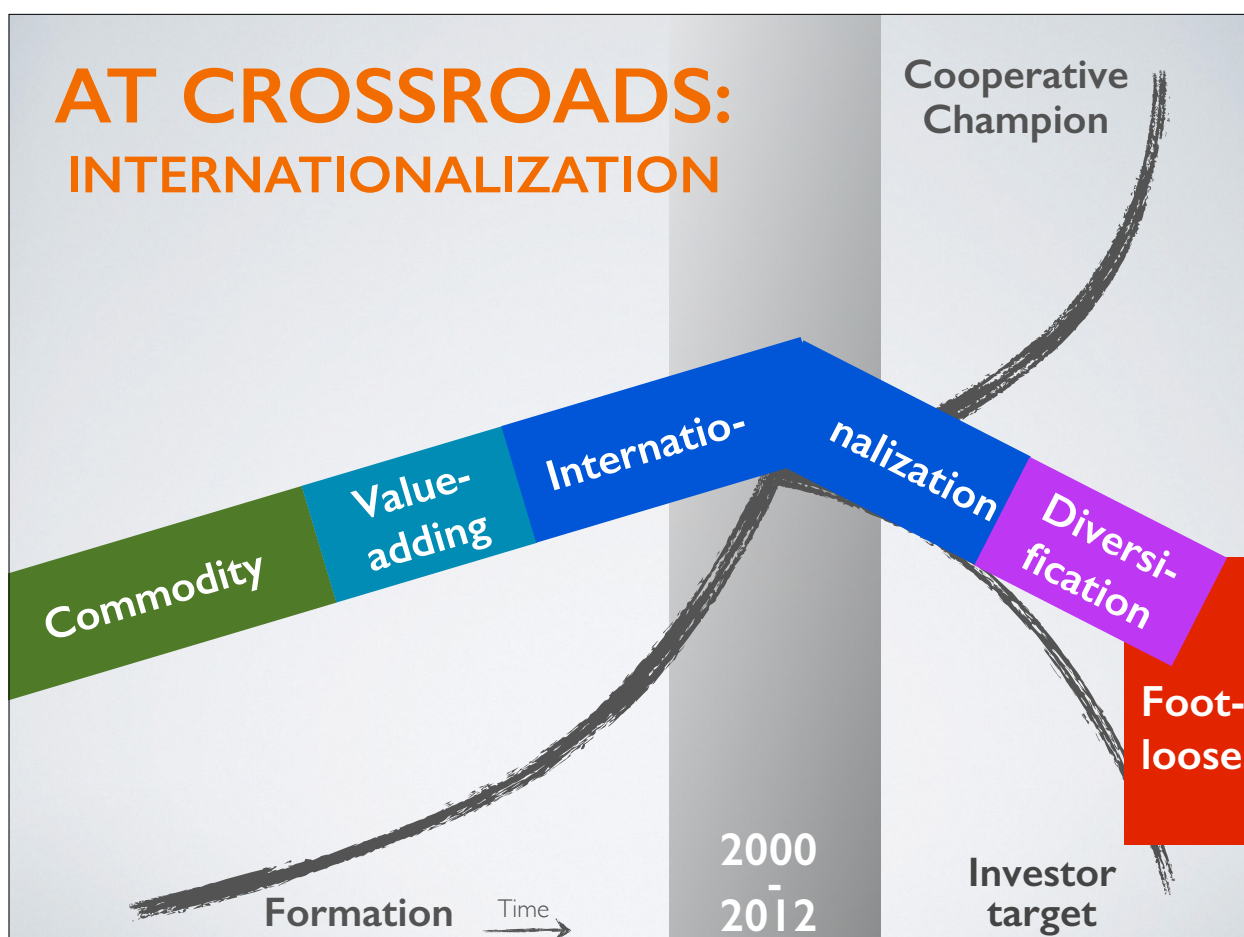 AT CROSSROADS:
INTERNATIONALIZATION
Cooperative
Champion
Commodity
Value-
adding
Internatio-
nalization
Diversi-
fication
Foot-
loose
Formation
Time
2000
-
2012
Investor
target